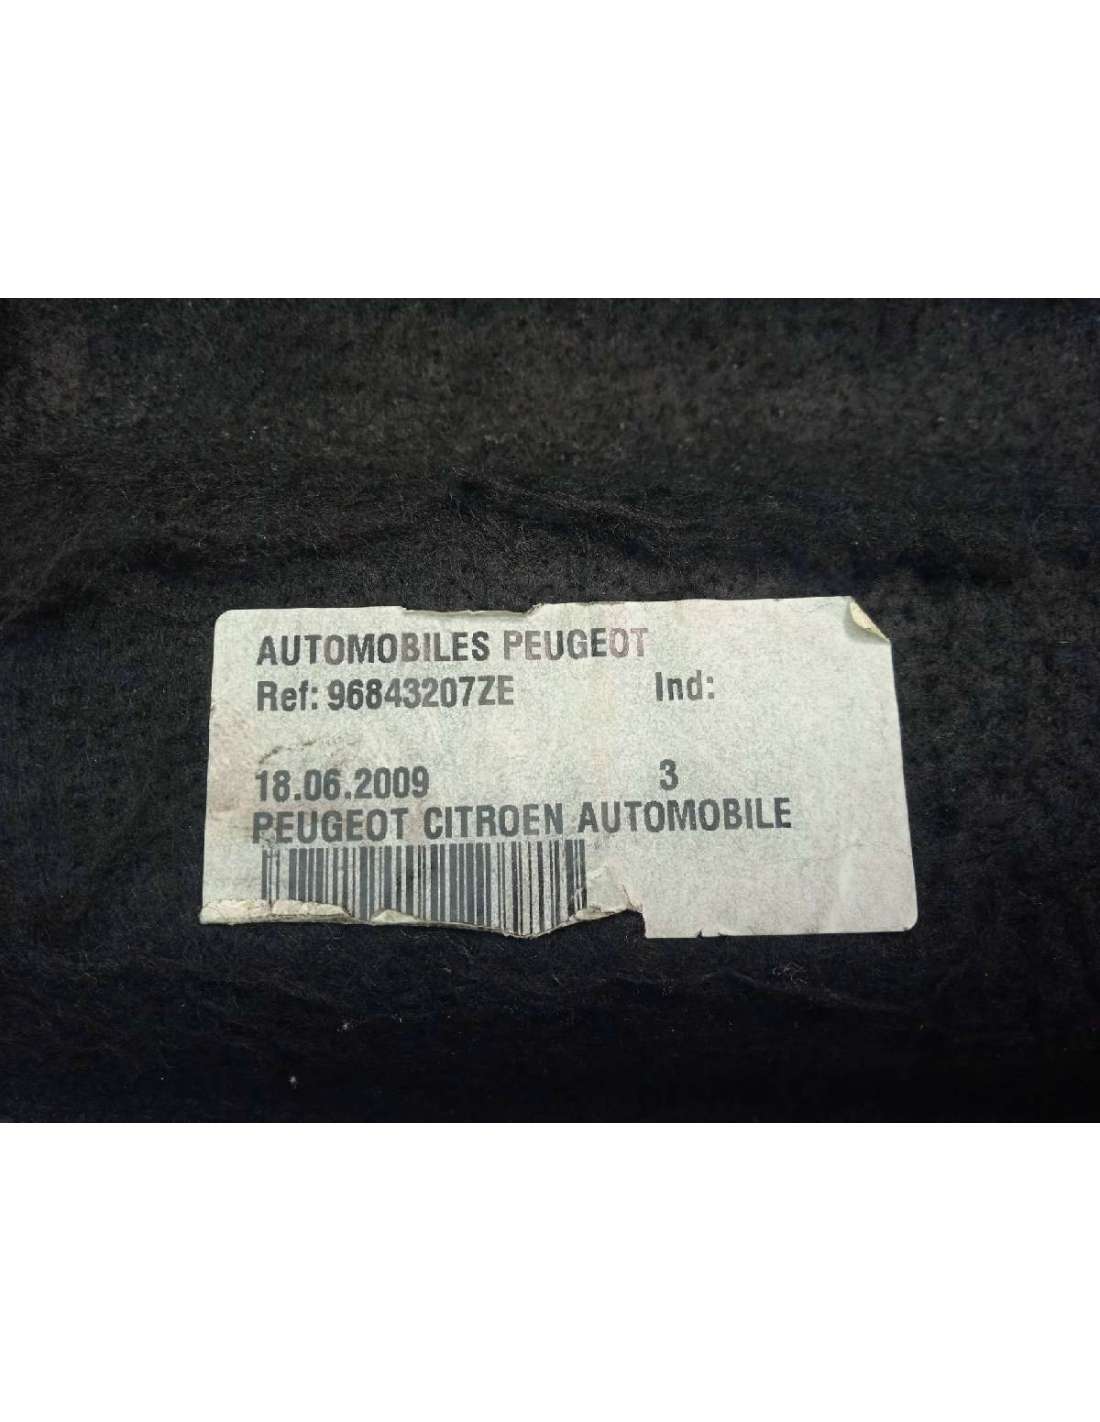 AUTOMOBILES PEUGEOT
Ref: 96843207ZE Ind:
18.06.2009 3
PEUGEOT CITROEN AUTOMOBILE